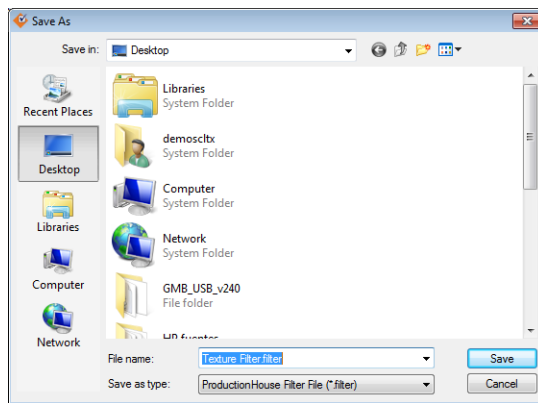 Save As
Save in: Desktop
Recent Places
Desktop
Libraries
Computer
Network
Libraries
System Folder
demoscltx
System Folder
Computer
System Folder
Network
System Folder
GMB_USB_v240
File folder
HP fuentes
File name: Texture Filter.filter
Save
Save as type: ProductionHouse Filter File (*.filter)
Cancel